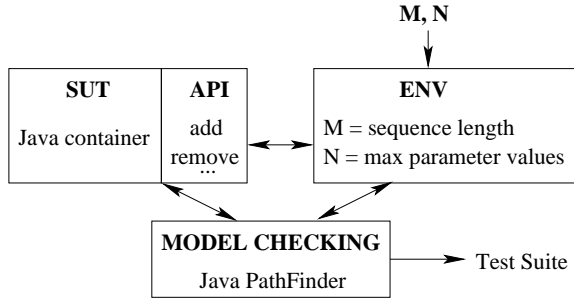 M, N
SUT
Java container
API
add
remove
...
ENV
M = sequence length
N = max parameter values
MODEL CHECKING
Java PathFinder
Test Suite